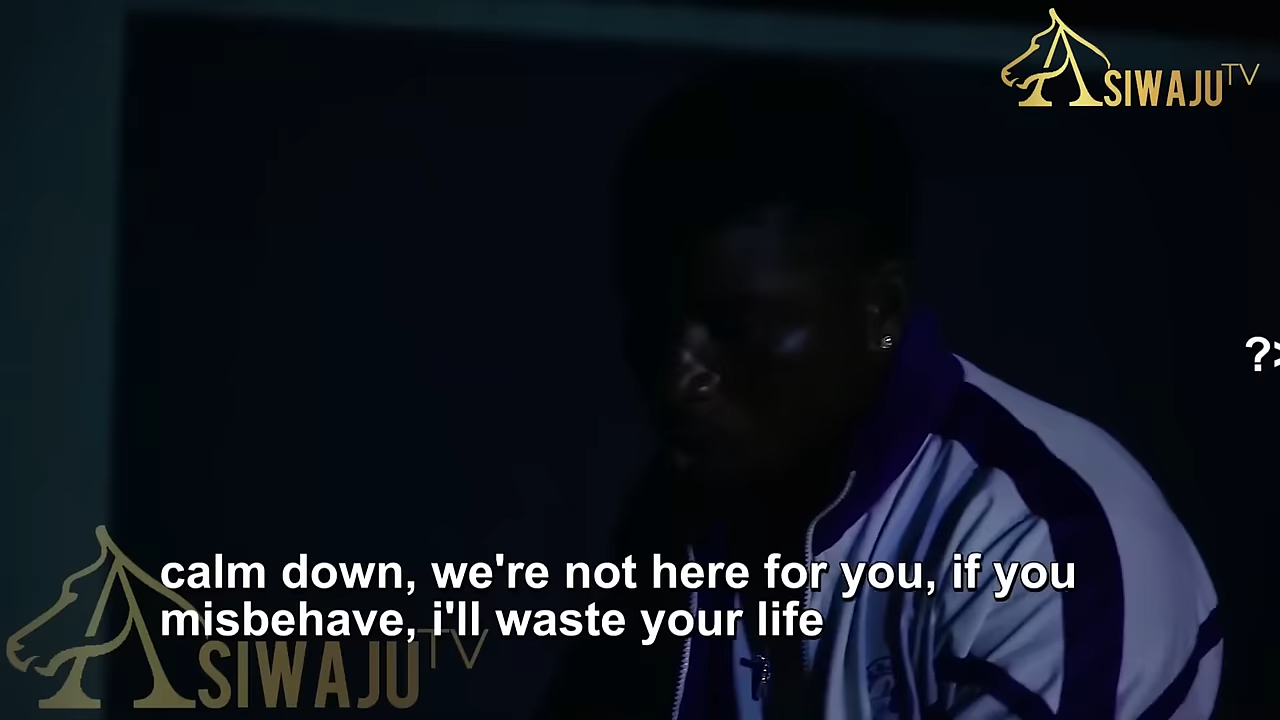 ASIWAJU TV
?>
calm down, we're not here for you, if you
misbehave, i'll waste your life
ASIWAJU TV